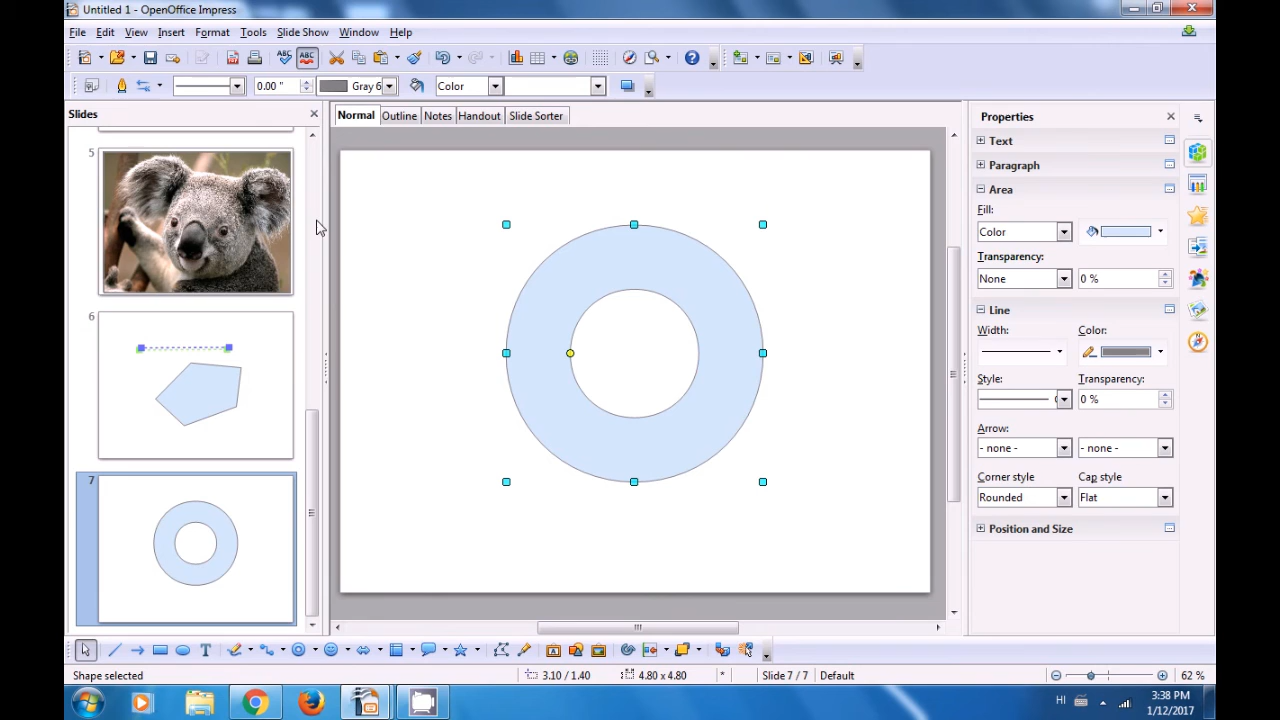 Untitled 1 - OpenOffice Impress
File Edit View Insert Format Tools Slide Show Window Help
ABC ABC
0.00 " Gray 6 Color
Slides
Normal Outline Notes Handout Slide Sorter
Properties
Text
Paragraph
Area
Fill:
Color
Transparency:
None 0 %
Line
Width: Color:
Style: Transparency:
0 %
Arrow:
- none - - none -
Corner style Cap style
Rounded Flat
Position and Size
5
6
7
Shape selected 3.10 / 1.40 4.80 x 4.80 * Slide 7 / 7 Default 62 %
HI 3:38 PM
1/12/2017